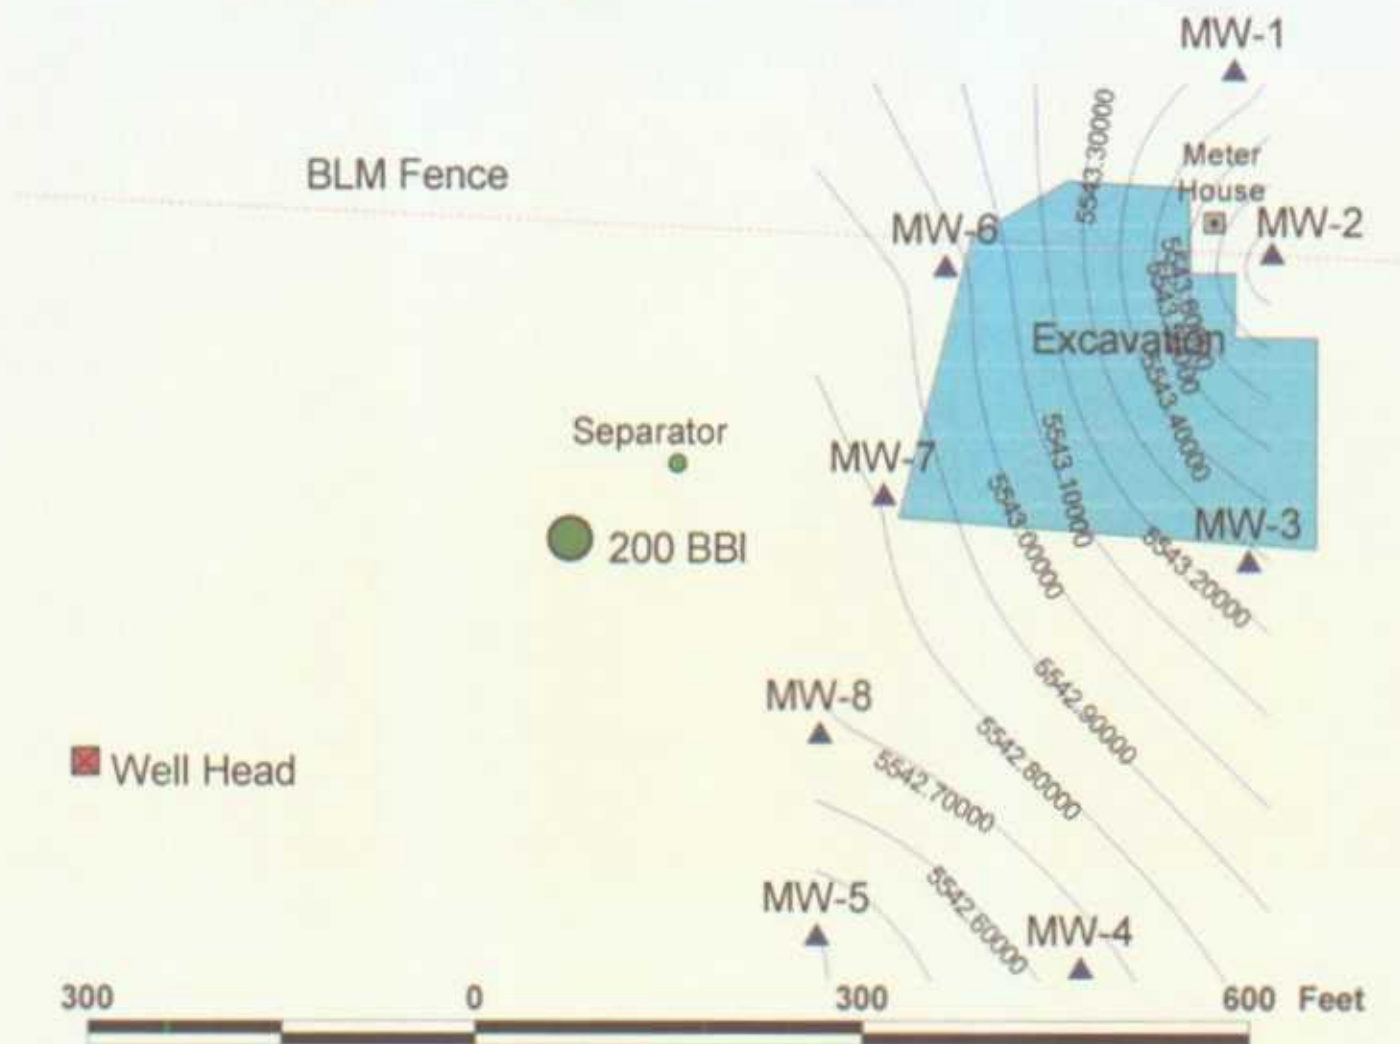 MW-1
5543.30000
Meter
House
BLM Fence
MW-6
MW-2
Excavation
5543.40000
Separator
MW-7
5543.10000
5543.00000
MW-3
200 BBl
5543.20000
MW-8
5542.90000
Well Head
5542.80000
5542.70000
MW-5
5542.60000
MW-4
300
0
300
600 Feet